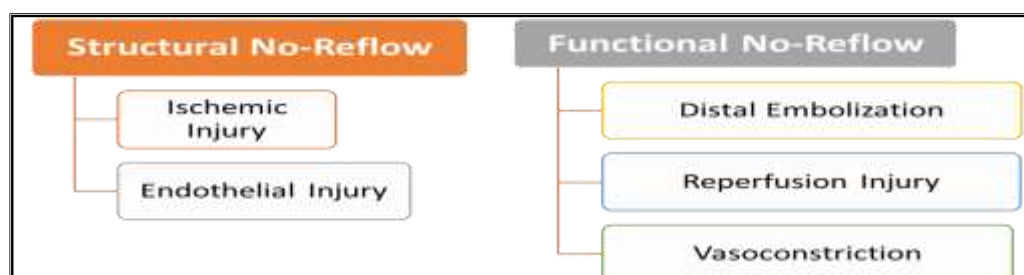 Structural No-Reflow
Ischemic
Injury
Endothelial Injury
Functional No-Reflow
Distal Embolization
Reperfusion Injury
Vasoconstriction